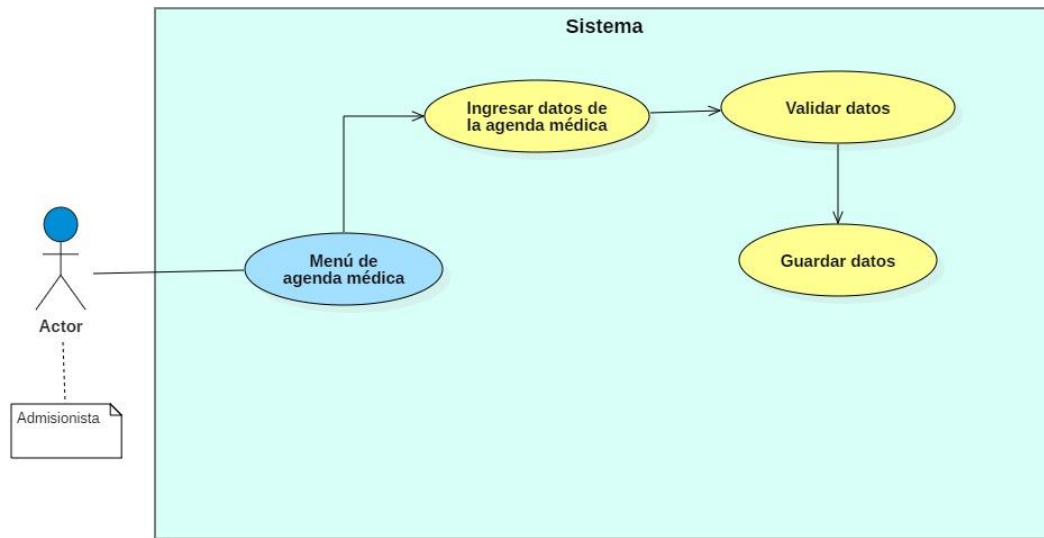 Sistema
Ingresar datos de
la agenda médica
Validar datos
Menú de
agenda médica
Guardar datos
Actor
Admisionista